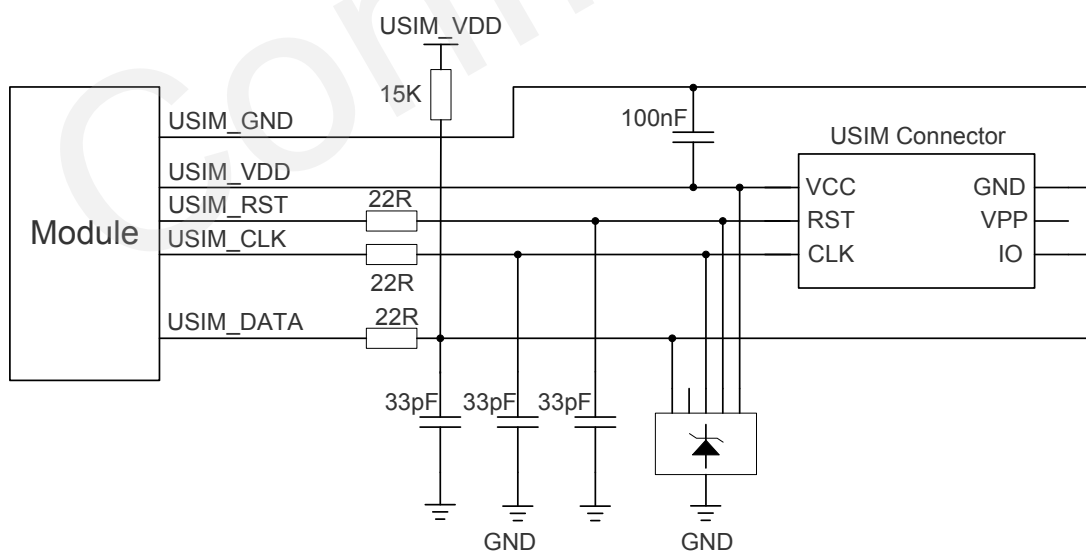 USIM_VDD
15K
USIM_GND
100nF
USIM Connector
USIM_VDD
VCC
GND
USIM_RST
22R
RST
VPP
Module
USIM_CLK
CLK
IO
22R
USIM_DATA
22R
33pF
33pF
33pF
GND
GND